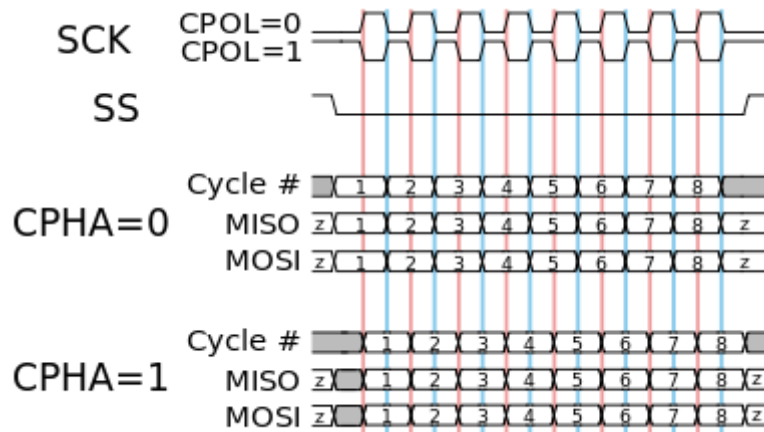 SCK CPOL=0
CPOL=1
SS
Cycle # 1 2 3 4 5 6 7 8
CPHA=0
MISO z 1 2 3 4 5 6 7 8 z
MOSI z 1 2 3 4 5 6 7 8 z
Cycle # 1 2 3 4 5 6 7 8
CPHA=1
MISO z 1 2 3 4 5 6 7 8 z
MOSI z 1 2 3 4 5 6 7 8 z